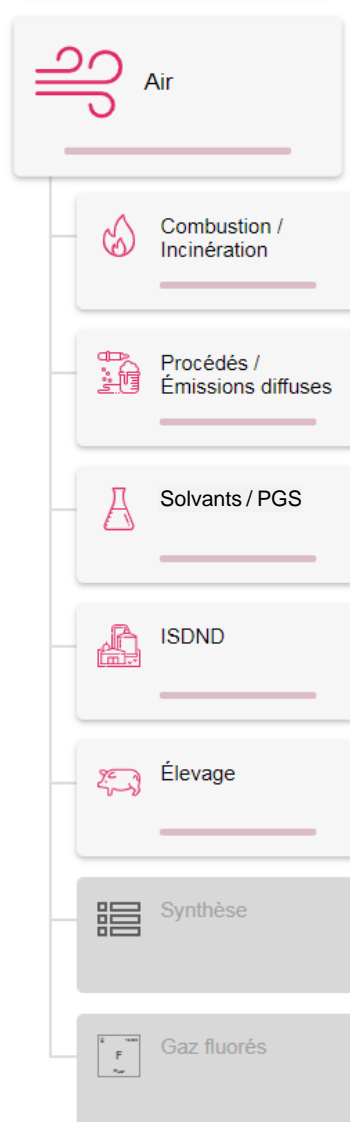 Air
Combustion /
Incinération
Procédés /
Émissions diffuses
Solvants / PGS
ISDND
Élevage
Synthèse
Gaz fluorés
F